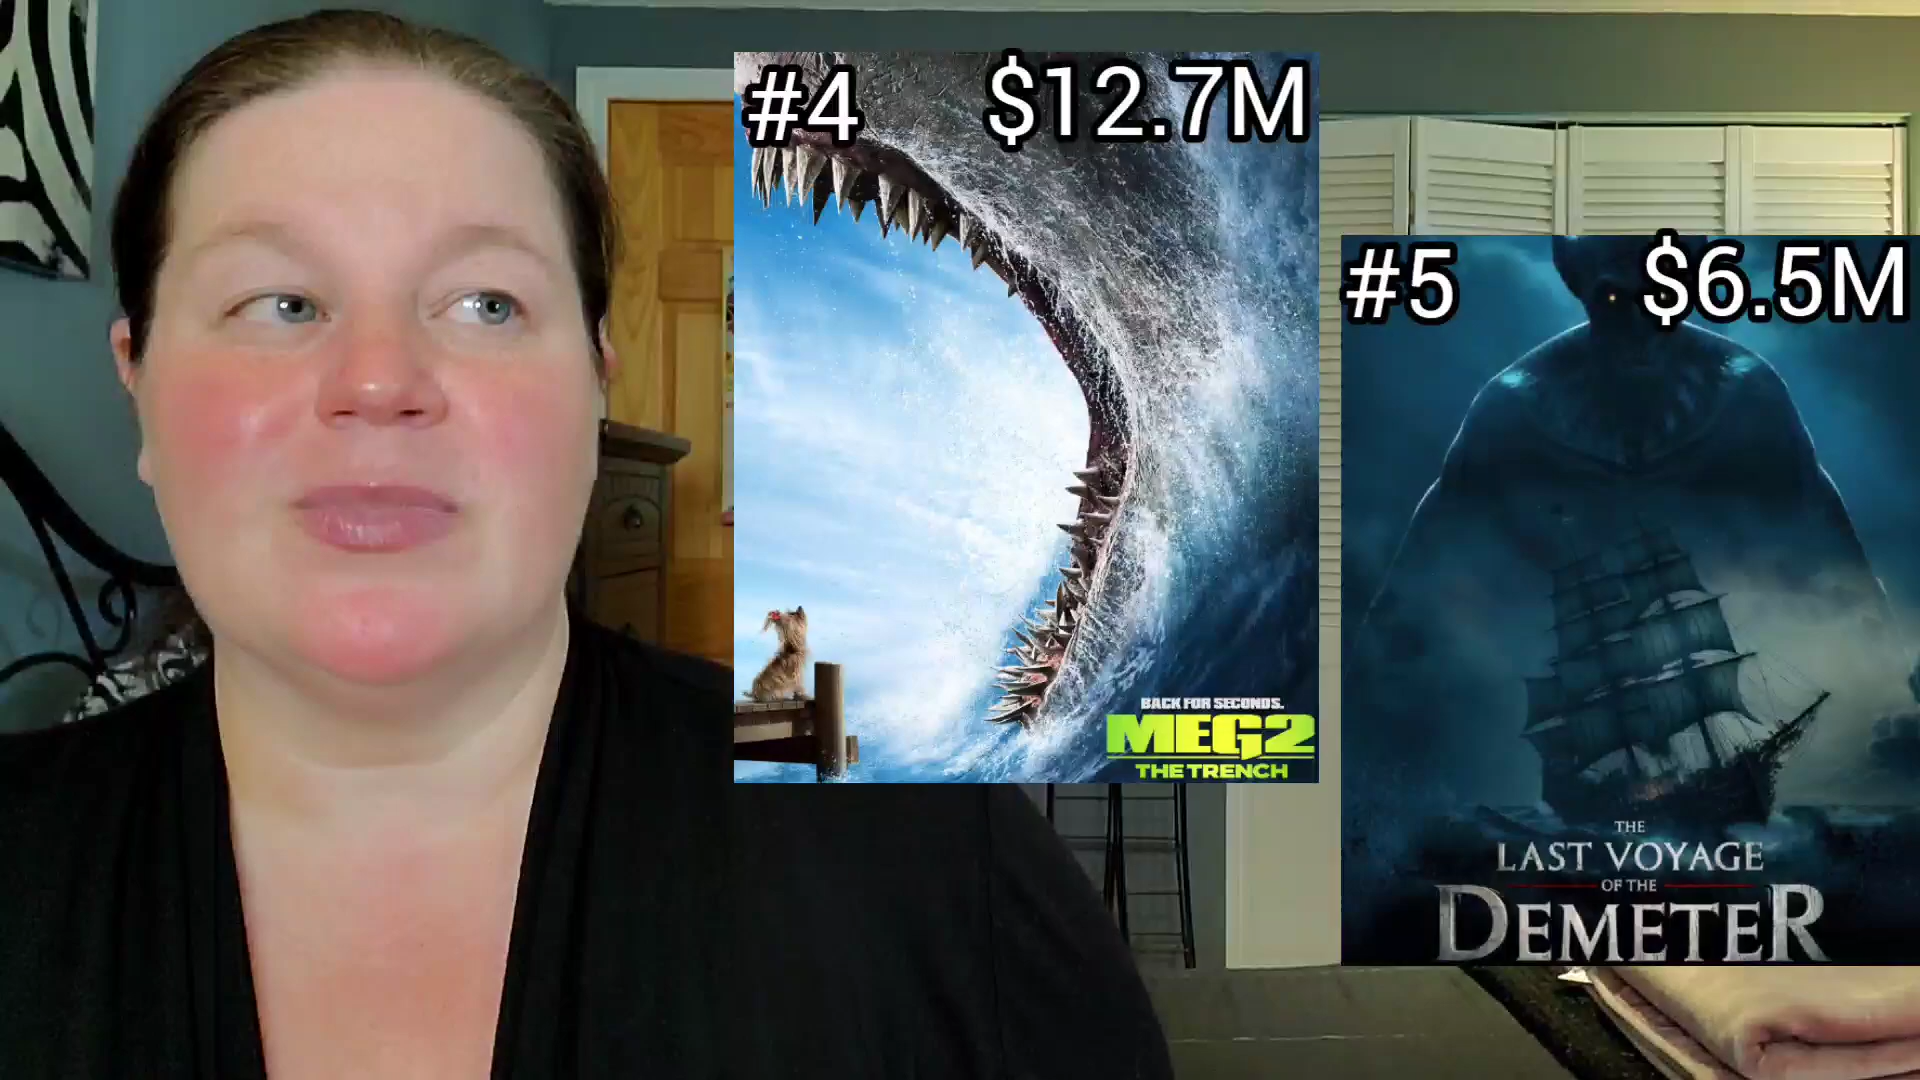 #4 $12.7M
BACK FOR SECONDS.
MEG2
THE TRENCH
#5 $6.5M
THE
LAST VOYAGE
OF THE
DEMETER